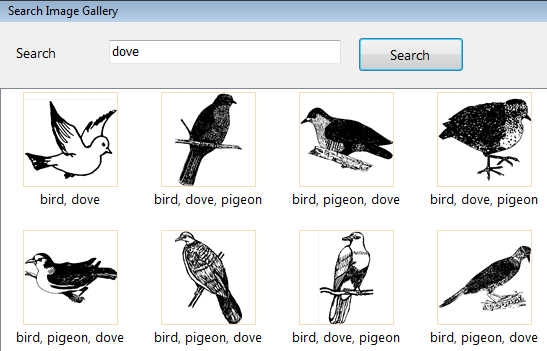 Search Image Gallery
Search dove Search
bird, dove bird, dove, pigeon bird, pigeon, dove bird, dove, pigeon
bird, pigeon, dove bird, pigeon, dove bird, dove, pigeon bird, pigeon, dove